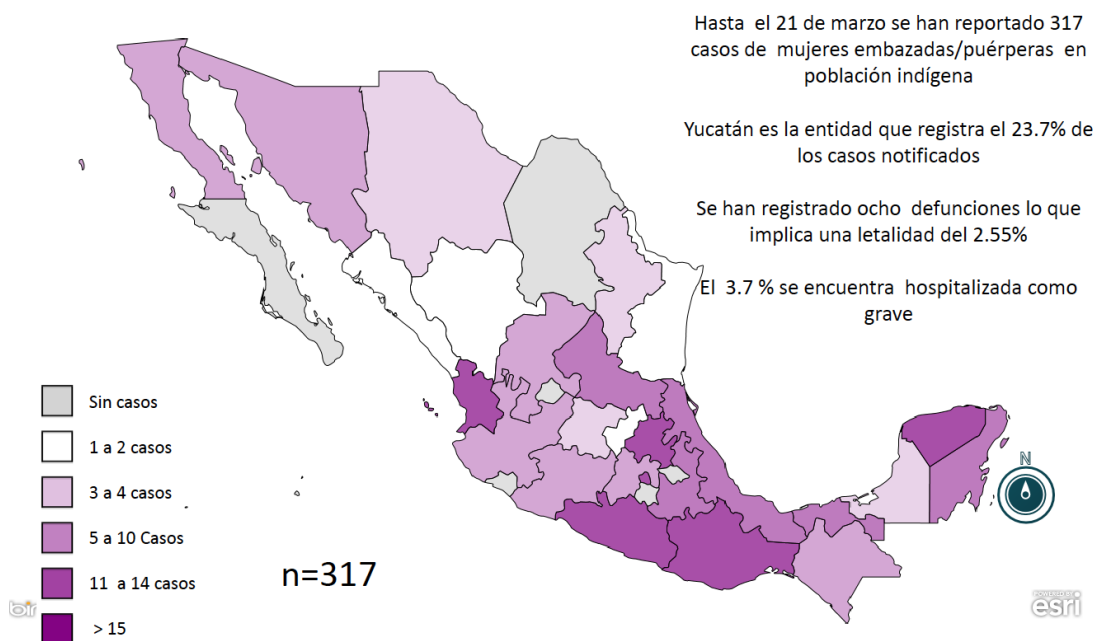 Hasta el 21 de marzo se han reportado 317
casos de mujeres embazadas/puérperas en
población indígena
Yucatán es la entidad que registra el 23.7% de
los casos notificados
Se han registrado ocho defunciones lo que
implica una letalidad del 2.55%
El 3.7 % se encuentra hospitalizada como
grave
Sin casos
1 a 2 casos
3 a 4 casos
5 a 10 Casos
11 a 14 casos
> 15
n=317
N
POWERED BY
esri